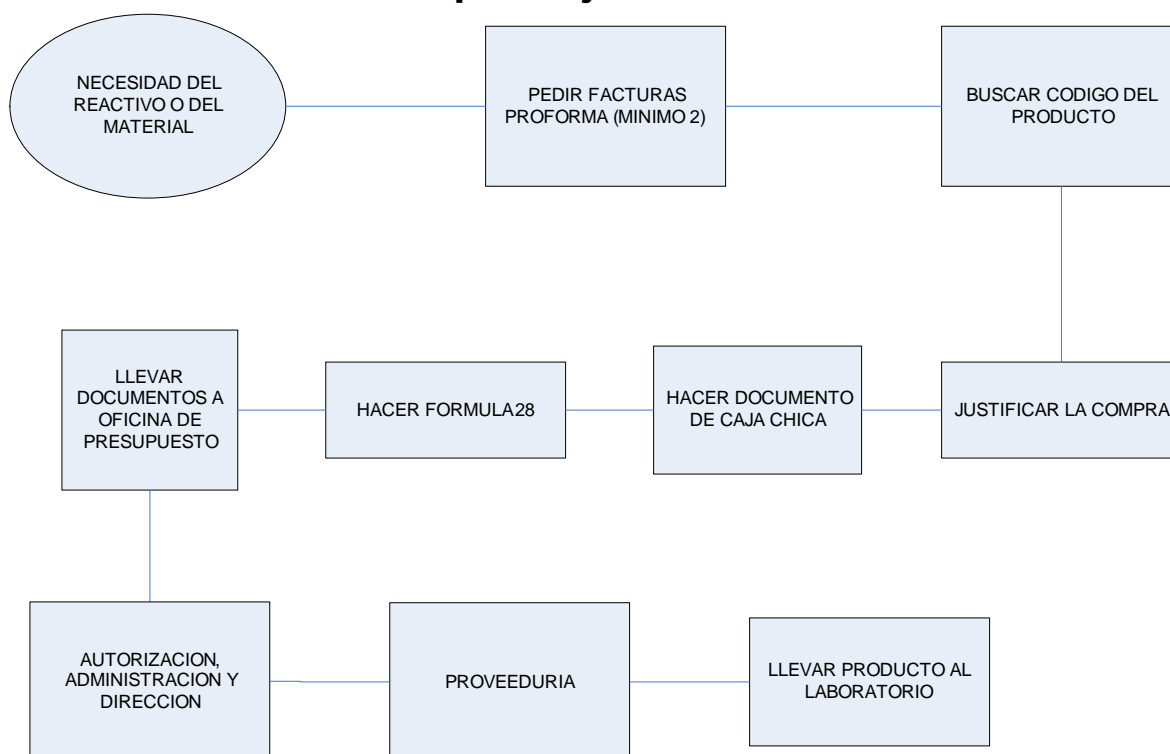 NECESIDAD DEL
REACTIVO O DEL
MATERIAL
PEDIR FACTURAS
PROFORMA (MINIMO 2)
BUSCAR CODIGO DEL
PRODUCTO
JUSTIFICAR LA COMPRA
HACER DOCUMENTO
DE CAJA CHICA
HACER FORMULA28
LLEVAR
DOCUMENTOS A
OFICINA DE
PRESUPUESTO
AUTORIZACION,
ADMINISTRACION Y
DIRECCION
PROVEEDURIA
LLEVAR PRODUCTO AL
LABORATORIO